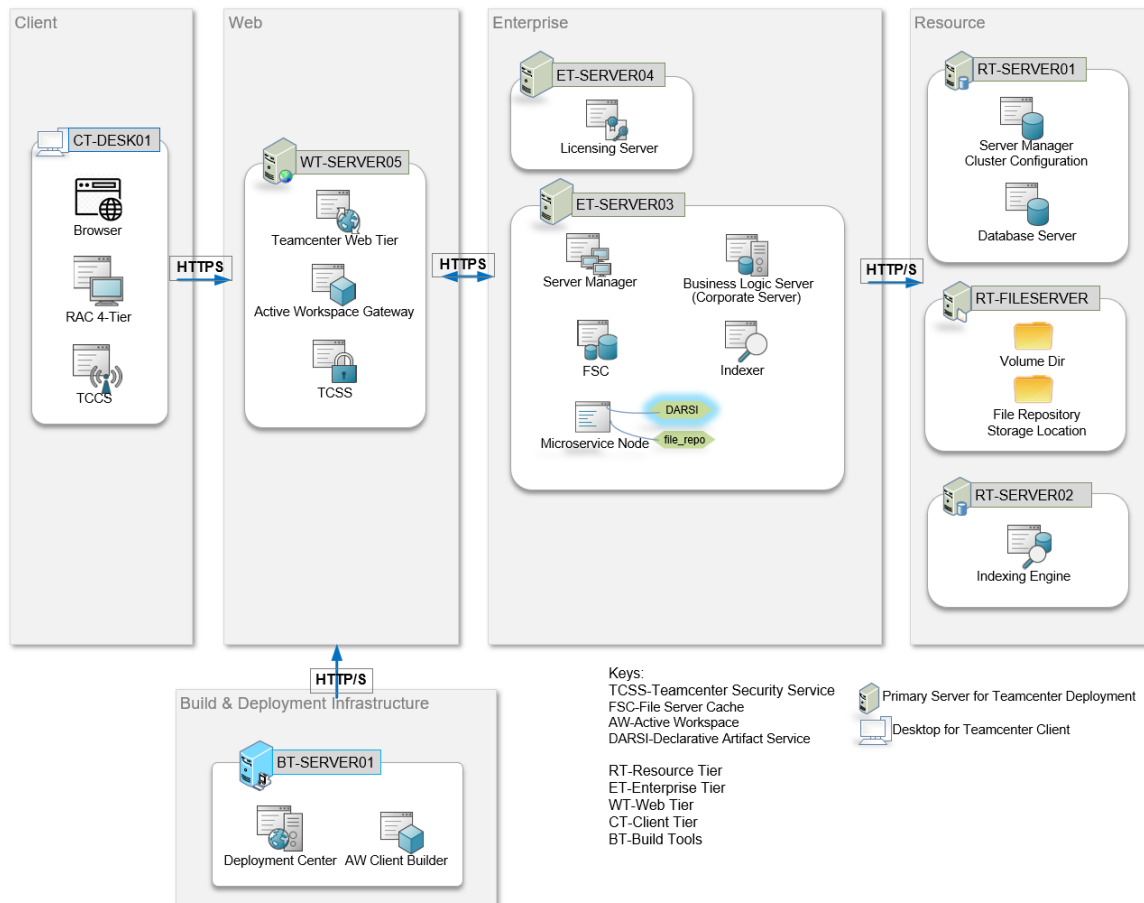 Client
CT-DESK01
Browser
RAC 4-Tier
TCCS
HTTPS
Web
WT-SERVER05
Teamcenter Web Tier
Active Workspace Gateway
TCSS
HTTPS
Enterprise
ET-SERVER04
Licensing Server
ET-SERVER03
Server Manager
Business Logic Server
(Corporate Server)
FSC
Indexer
Microservice Node
DARSI
file_repo
HTTP/S
Resource
RT-SERVER01
Server Manager
Cluster Configuration
Database Server
RT-FILESERVER
Volume Dir
File Repository
Storage Location
RT-SERVER02
Indexing Engine
HTTP/S
Build & Deployment Infrastructure
BT-SERVER01
Deployment Center
AW Client Builder
Keys:
TCSS-Teamcenter Security Service
FSC-File Server Cache
AW-Active Workspace
DARSI-Declarative Artifact Service
RT-Resource Tier
ET-Enterprise Tier
WT-Web Tier
CT-Client Tier
BT-Build Tools
Primary Server for Teamcenter Deployment
Desktop for Teamcenter Client